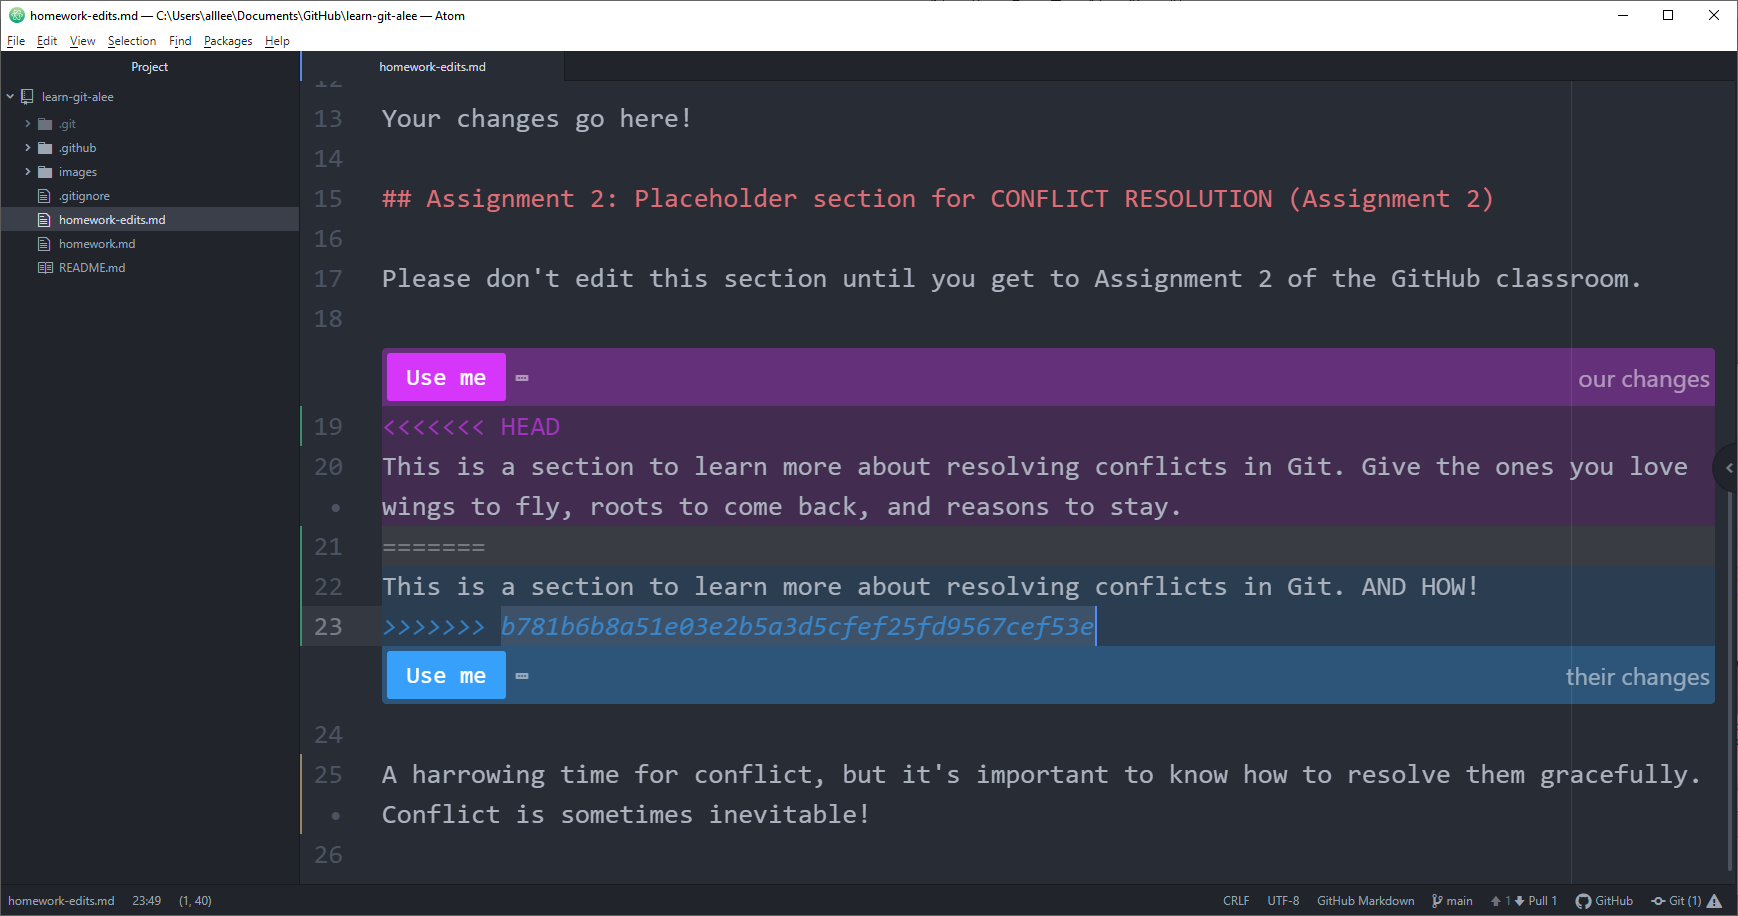 homework-edits.md — C:\Users\alllee\Documents\GitHub\learn-git-alee — Atom
File Edit View Selection Find Packages Help
Project
learn-git-alee
.git
.github
images
.gitignore
homework-edits.md
homework.md
README.md
homework-edits.md
12
13 Your changes go here!
14
15 ## Assignment 2: Placeholder section for CONFLICT RESOLUTION (Assignment 2)
16
17 Please don't edit this section until you get to Assignment 2 of the GitHub classroom.
18
Use me our changes
19 <<<<<<< HEAD
20 This is a section to learn more about resolving conflicts in Git. Give the ones you love
• wings to fly, roots to come back, and reasons to stay.
21 =======
22 This is a section to learn more about resolving conflicts in Git. AND HOW!
23 >>>>>>> b781b6b8a51e03e2b5a3d5cfef25fd9567cef53e
Use me their changes
24
25 A harrowing time for conflict, but it's important to know how to resolve them gracefully.
• Conflict is sometimes inevitable!
26
homework-edits.md 23:49 (1, 40) CRLF UTF-8 GitHub Markdown main 1 Pull 1 GitHub Git (1)